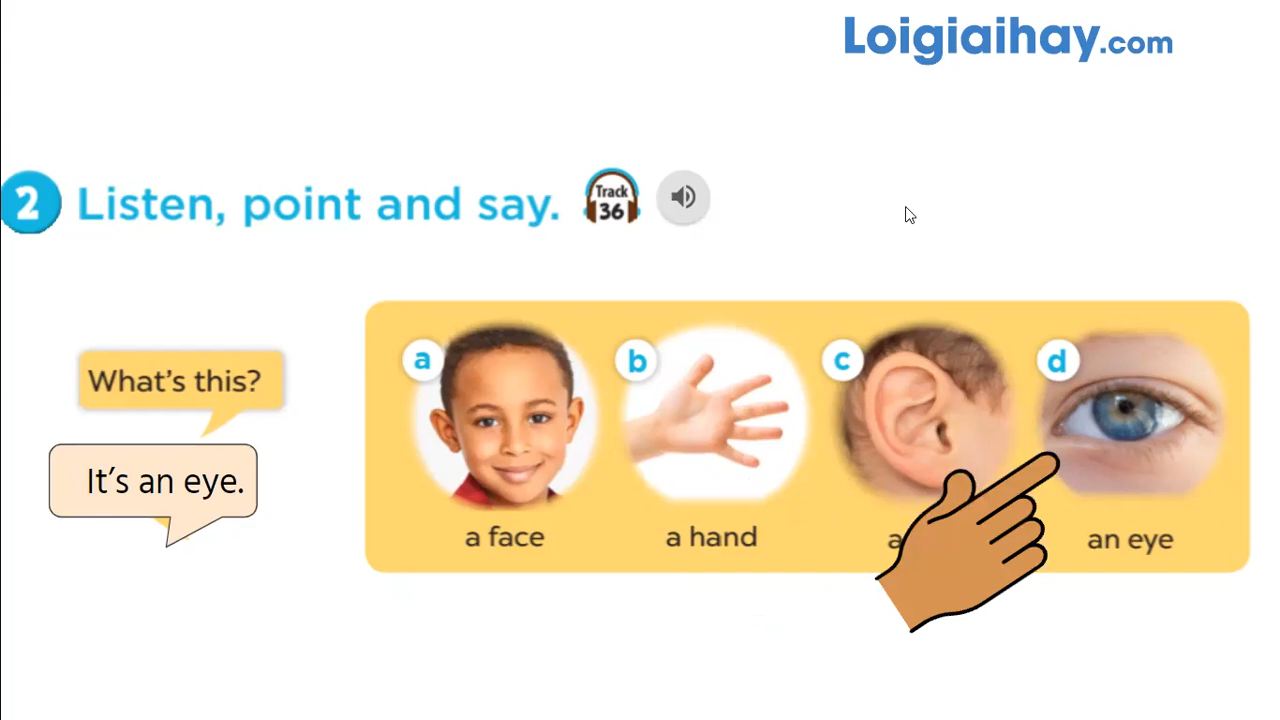 Loigiaihay.com
2 Listen, point and say. Track 36
What's this?
It's an eye.
a b c d
a face a hand a an eye